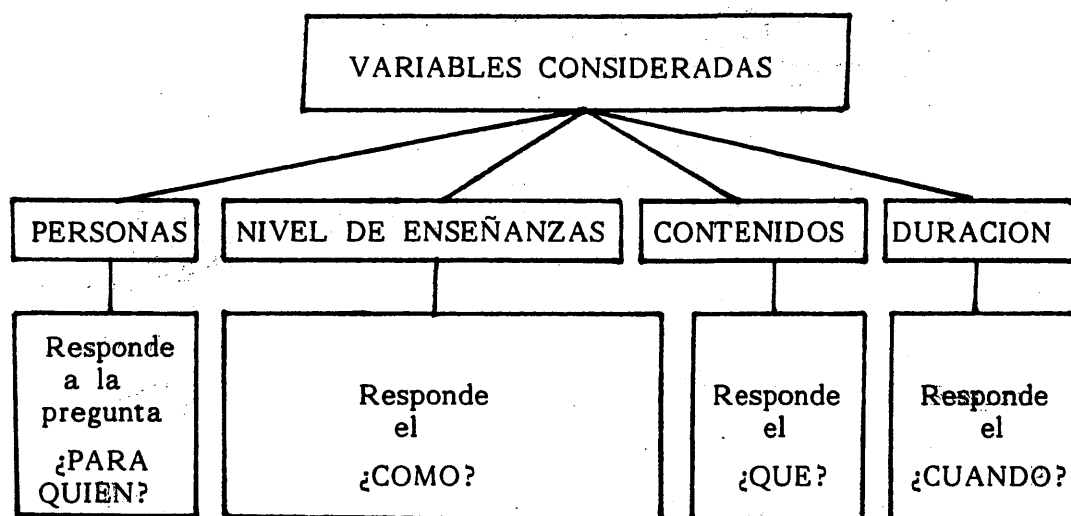 VARIABLES CONSIDERADAS
PERSONAS
NIVEL DE ENSEÑANZAS
CONTENIDOS
DURACION
Responde
a la
pregunta
¿PARA
QUIEN?
Responde
el
¿COMO?
Responde
el
¿QUE?
Responde
el
¿CUANDO?